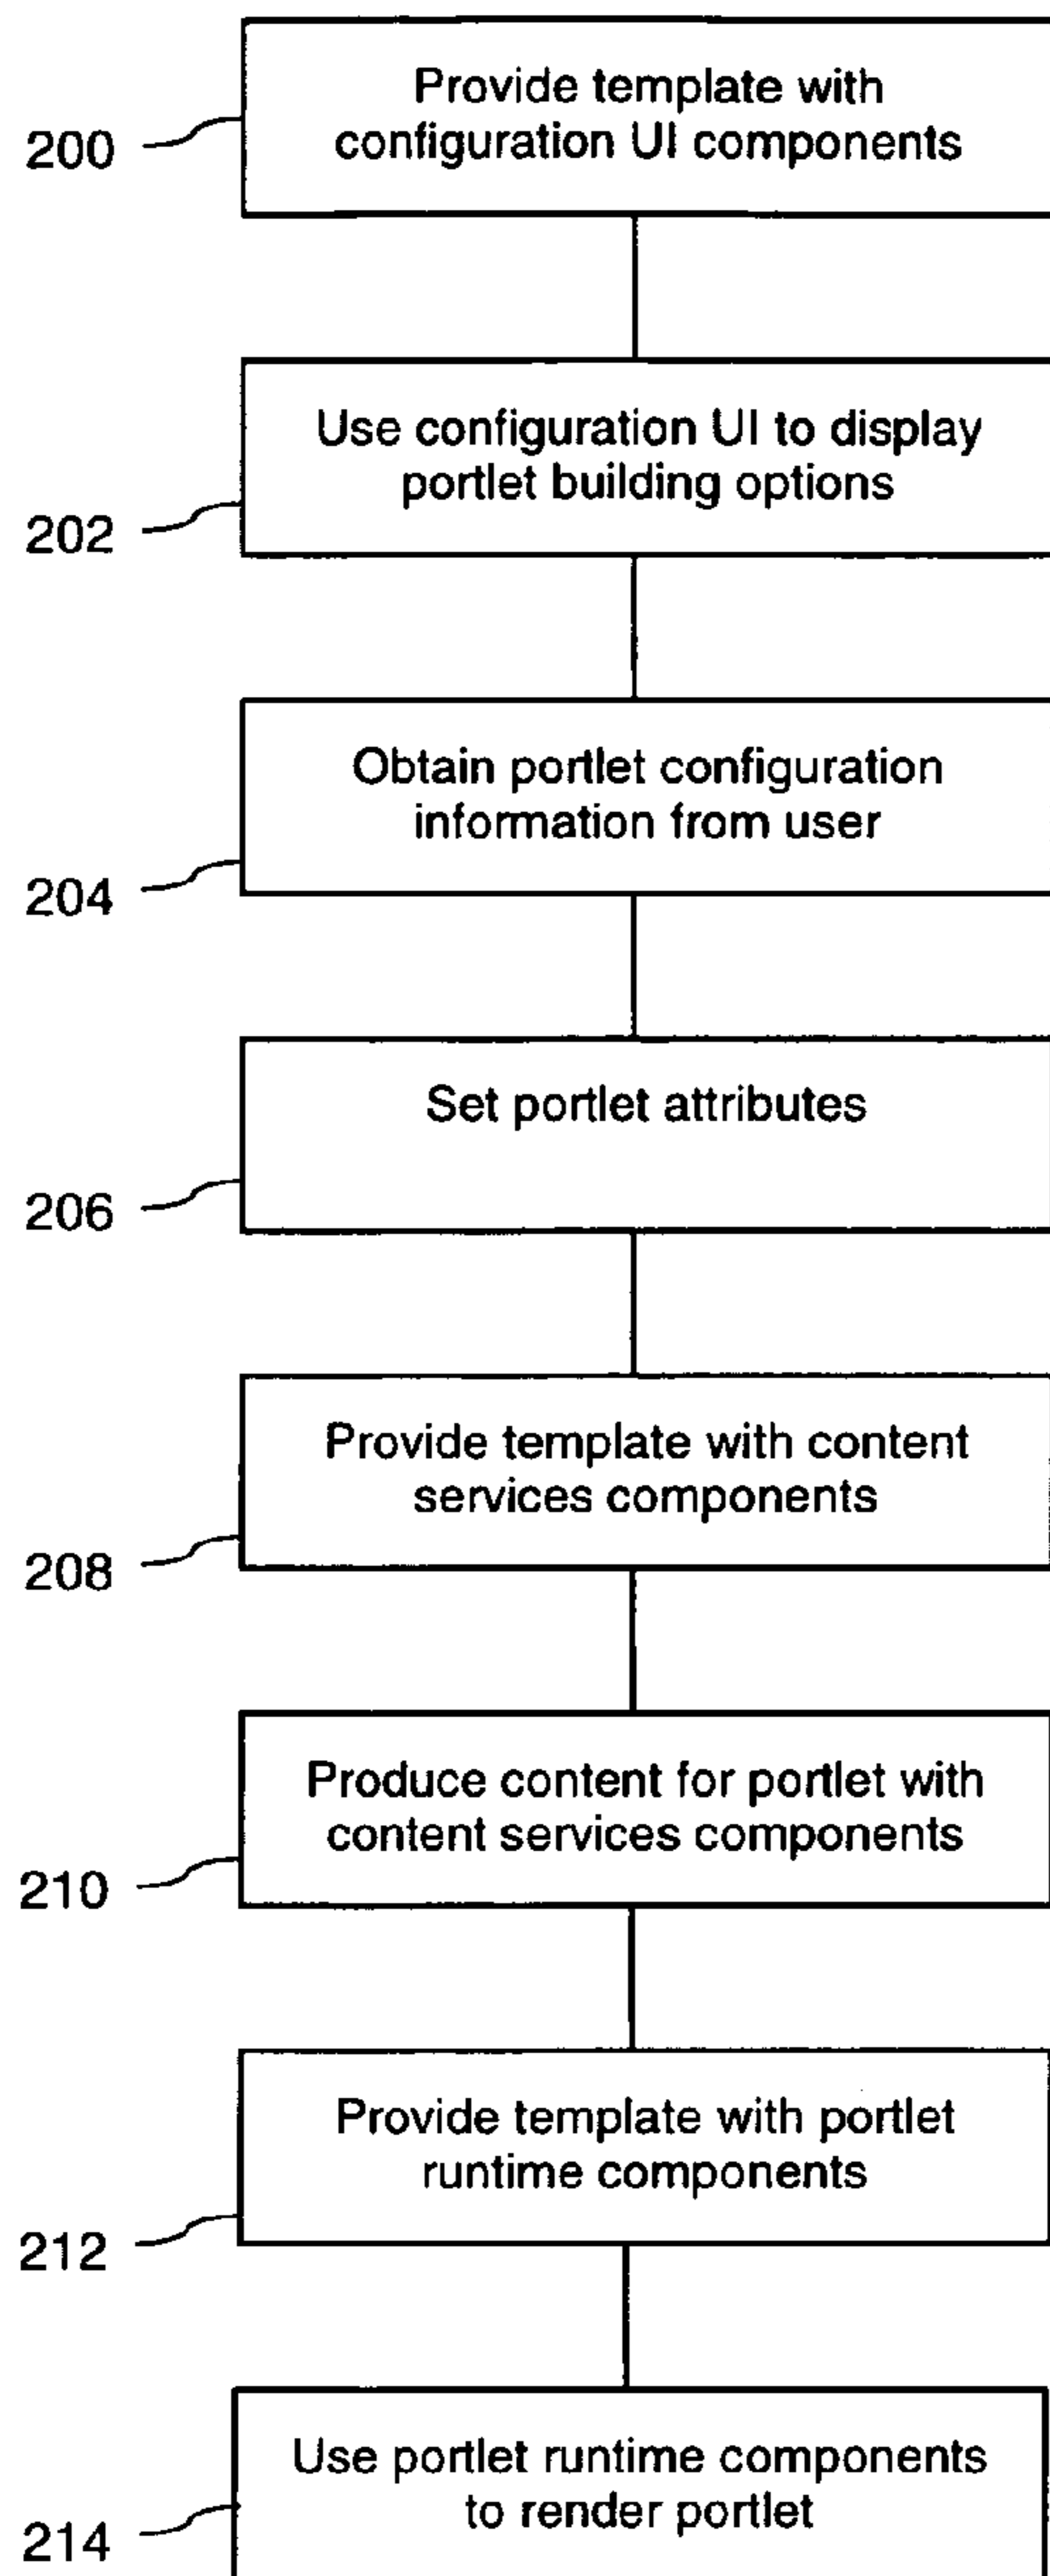 Provide template with
configuration UI components
200
Use configuration UI to display
portlet building options
202
Obtain portlet configuration
information from user
204
Set portlet attributes
206
Provide template with content
services components
208
Produce content for portlet with
content services components
210
Provide template with portlet
runtime components
212
Use portlet runtime components
to render portlet
214